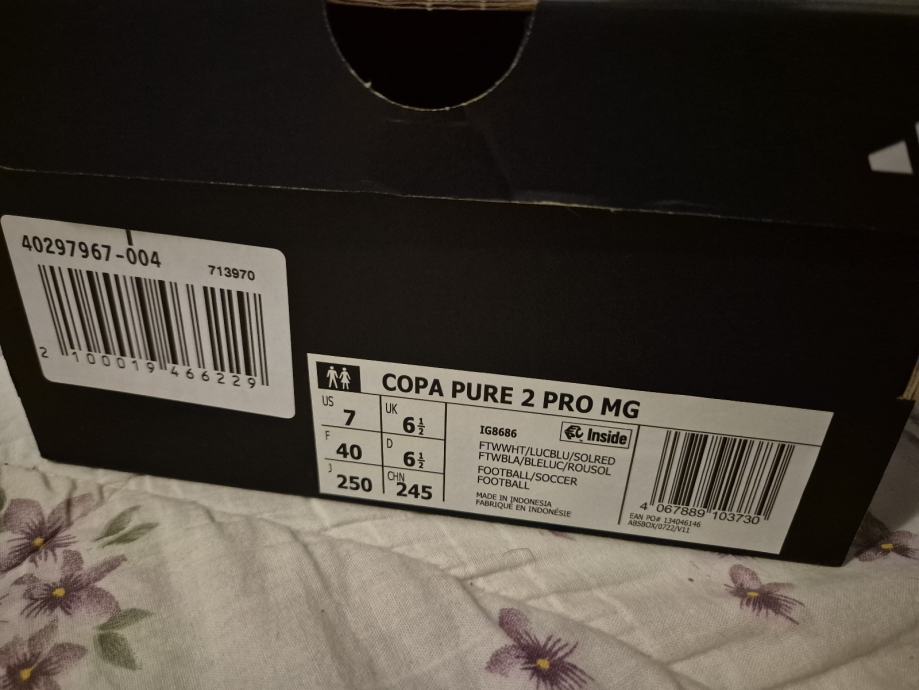 40297967-004
713970
2 100019 466229
COPA PURE 2 PRO MG
US 7 UK 6½
F 40 D 6½
J 250 CHN 245
IG8686
Inside
FTWWHT/LUCBLU/SOLRED
FTWBLA/BLELUC/ROUSOL
FOOTBALL/SOCCER
FOOTBALL
MADE IN INDONESIA
FABRIQUÉ EN INDONÉSIE
4 067889 103730
EAN PO# 134046146
ABSBOX/0722/V11